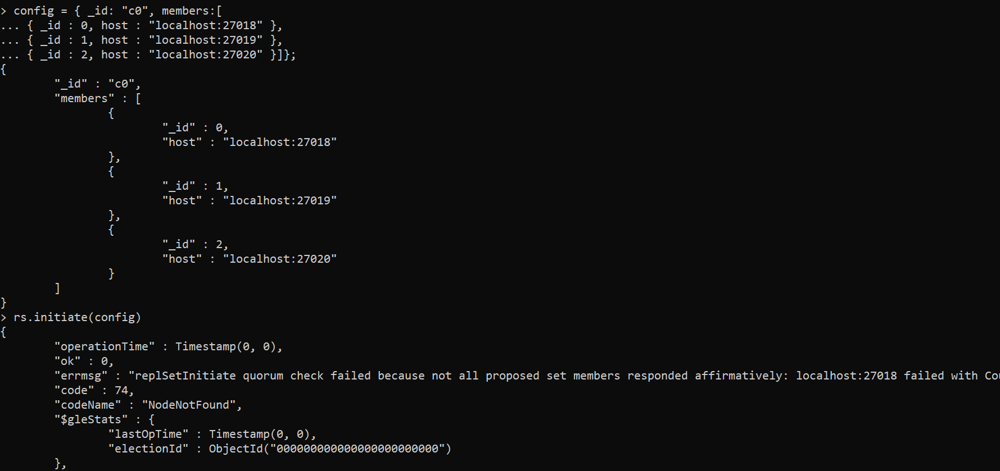 > config = { _id: "c0", members:[
... { _id : 0, host : "localhost:27018" },
... { _id : 1, host : "localhost:27019" },
... { _id : 2, host : "localhost:27020" }]};
{
        "_id" : "c0",
        "members" : [
                {
                        "_id" : 0,
                        "host" : "localhost:27018"
                },
                {
                        "_id" : 1,
                        "host" : "localhost:27019"
                },
                {
                        "_id" : 2,
                        "host" : "localhost:27020"
                }
        ]
}
> rs.initiate(config)
{
        "operationTime" : Timestamp(0, 0),
        "ok" : 0,
        "errmsg" : "replSetInitiate quorum check failed because not all proposed set members responded affirmatively: localhost:27018 failed with
        "code" : 74,
        "codeName" : "NodeNotFound",
        "$gleStats" : {
                "lastOpTime" : Timestamp(0, 0),
                "electionId" : ObjectId("000000000000000000000000")
        },